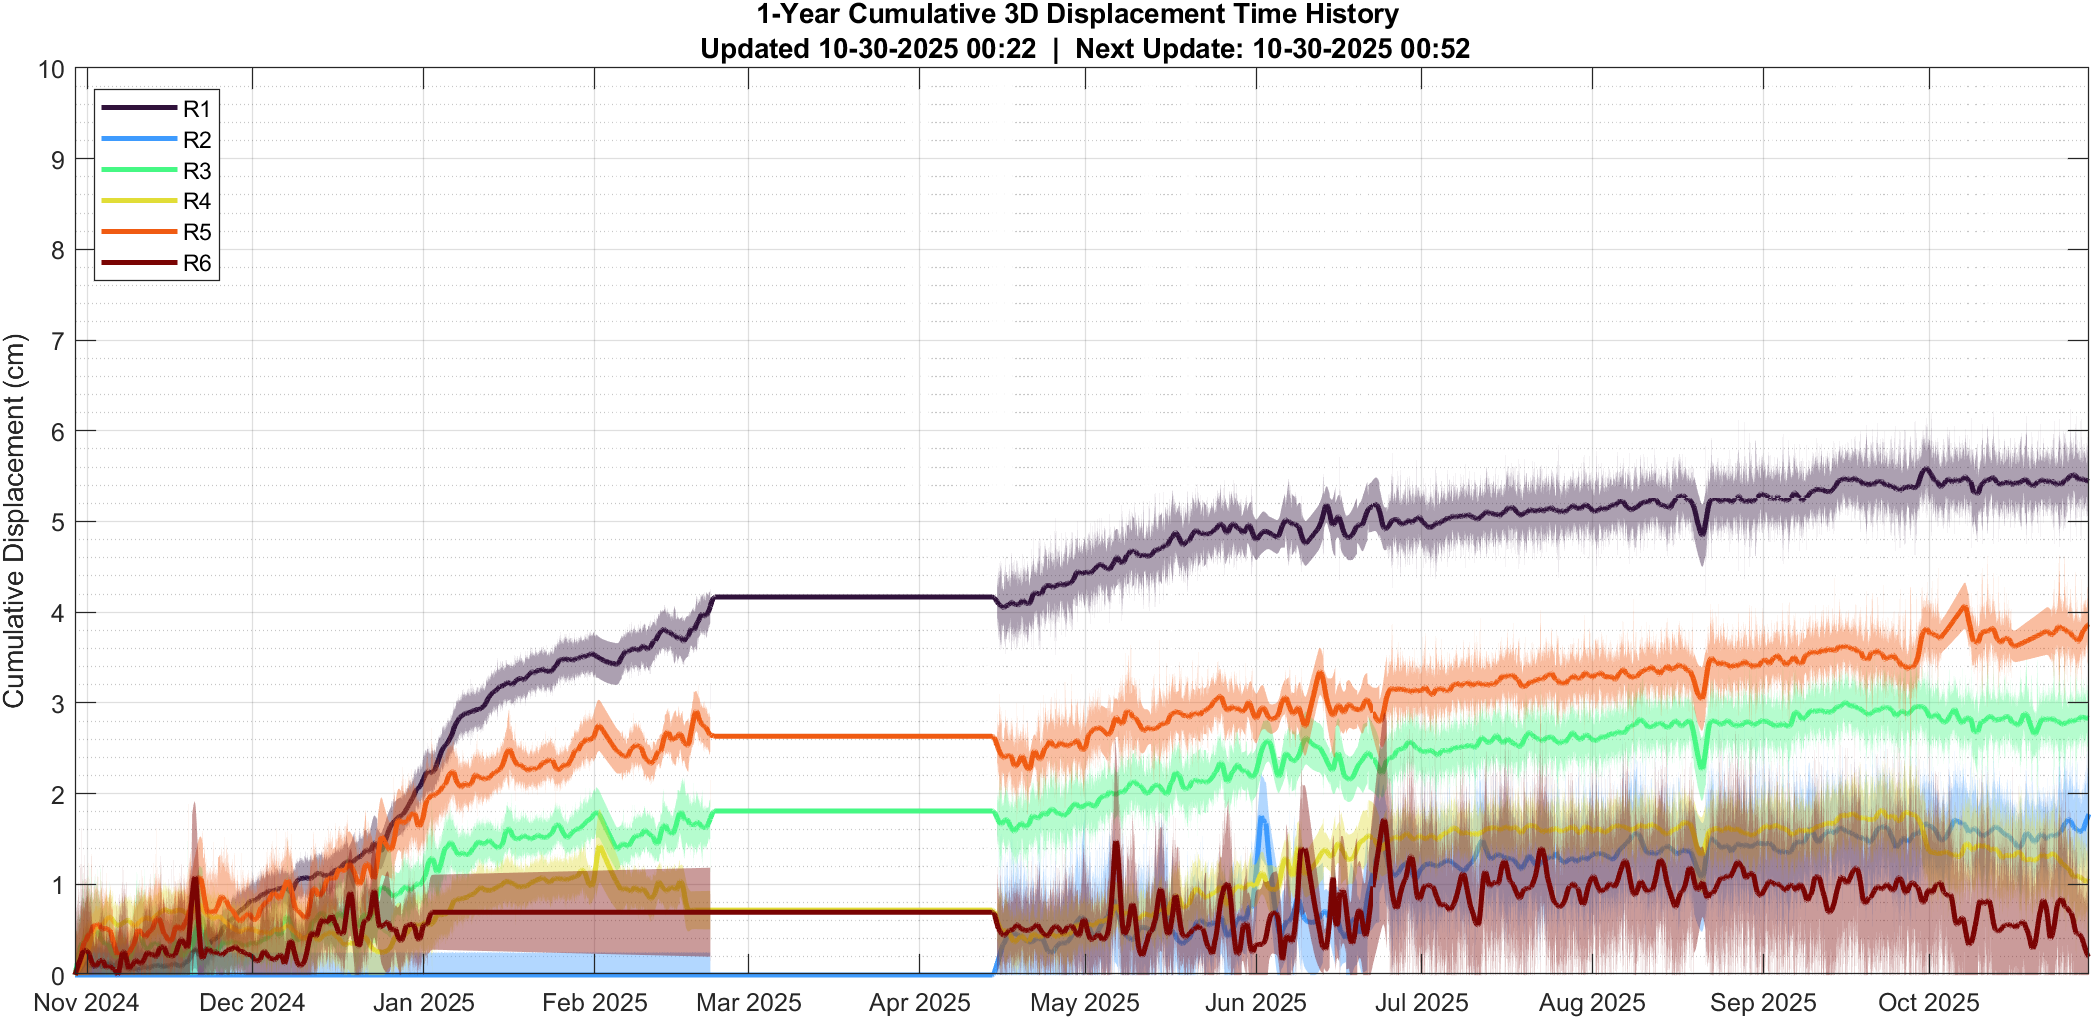 1-Year Cumulative 3D Displacement Time History
Updated 10-30-2025 00:22 | Next Update: 10-30-2025 00:52
Cumulative Displacement (cm)
10
9
8
7
6
5
4
3
2
1
0
R1
R2
R3
R4
R5
R6
Nov 2024 Dec 2024 Jan 2025 Feb 2025 Mar 2025 Apr 2025 May 2025 Jun 2025 Jul 2025 Aug 2025 Sep 2025 Oct 2025